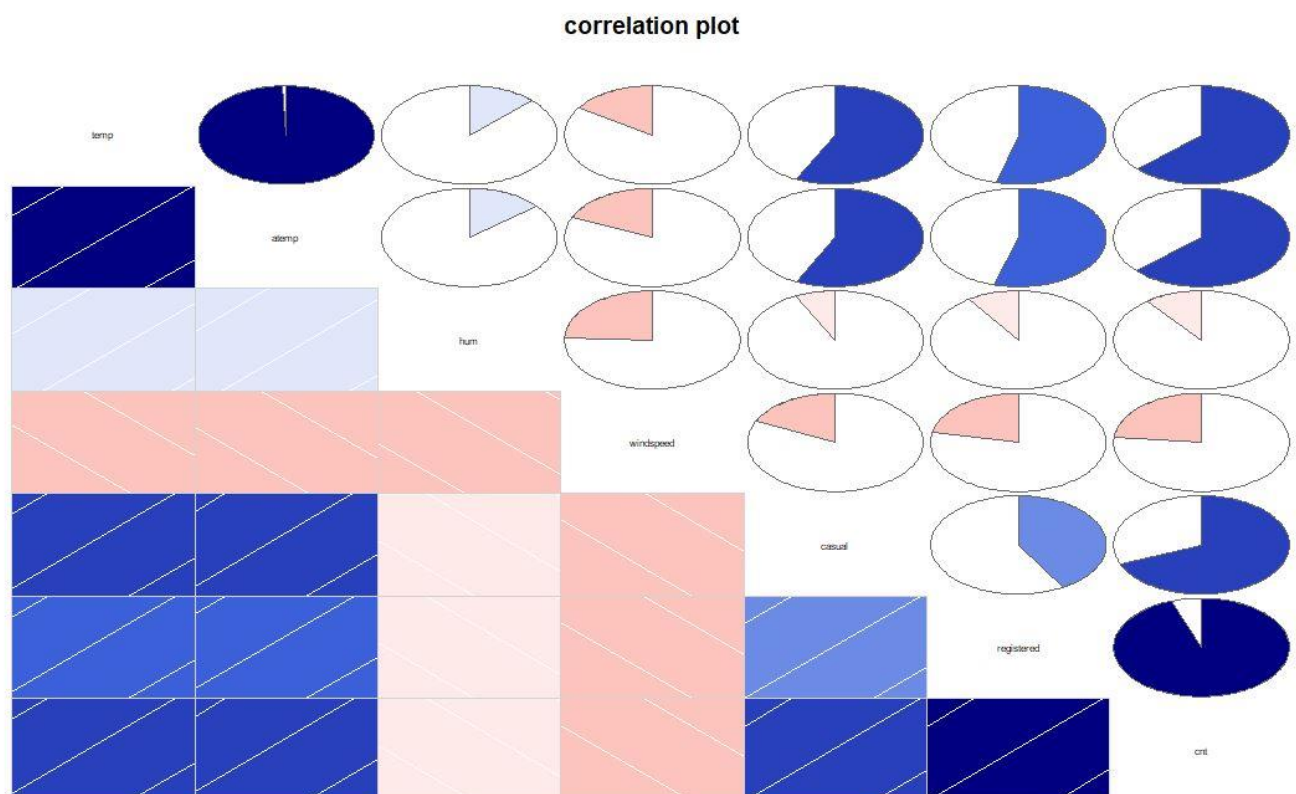 correlation plot
temp
atemp
hum
windspeed
casual
registered
cnt